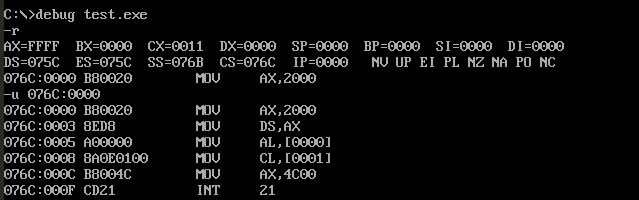 C:\>debug test.exe
-r
AX=FFFF  BX=0000  CX=0011  DX=0000  SP=0000  BP=0000  SI=0000  DI=0000
DS=075C  ES=075C  SS=076B  CS=076C  IP=0000   NV UP EI PL NZ NA PO NC
076C:0000 B80020        MOV     AX,2000
-u 076C:0000
076C:0000 B80020        MOV     AX,2000
076C:0003 8ED8          MOV     DS,AX
076C:0005 A00000        MOV     AL,[0000]
076C:0008 8A0E0100      MOV     CL,[0001]
076C:000C B8004C        MOV     AX,4C00
076C:000F CD21          INT     21